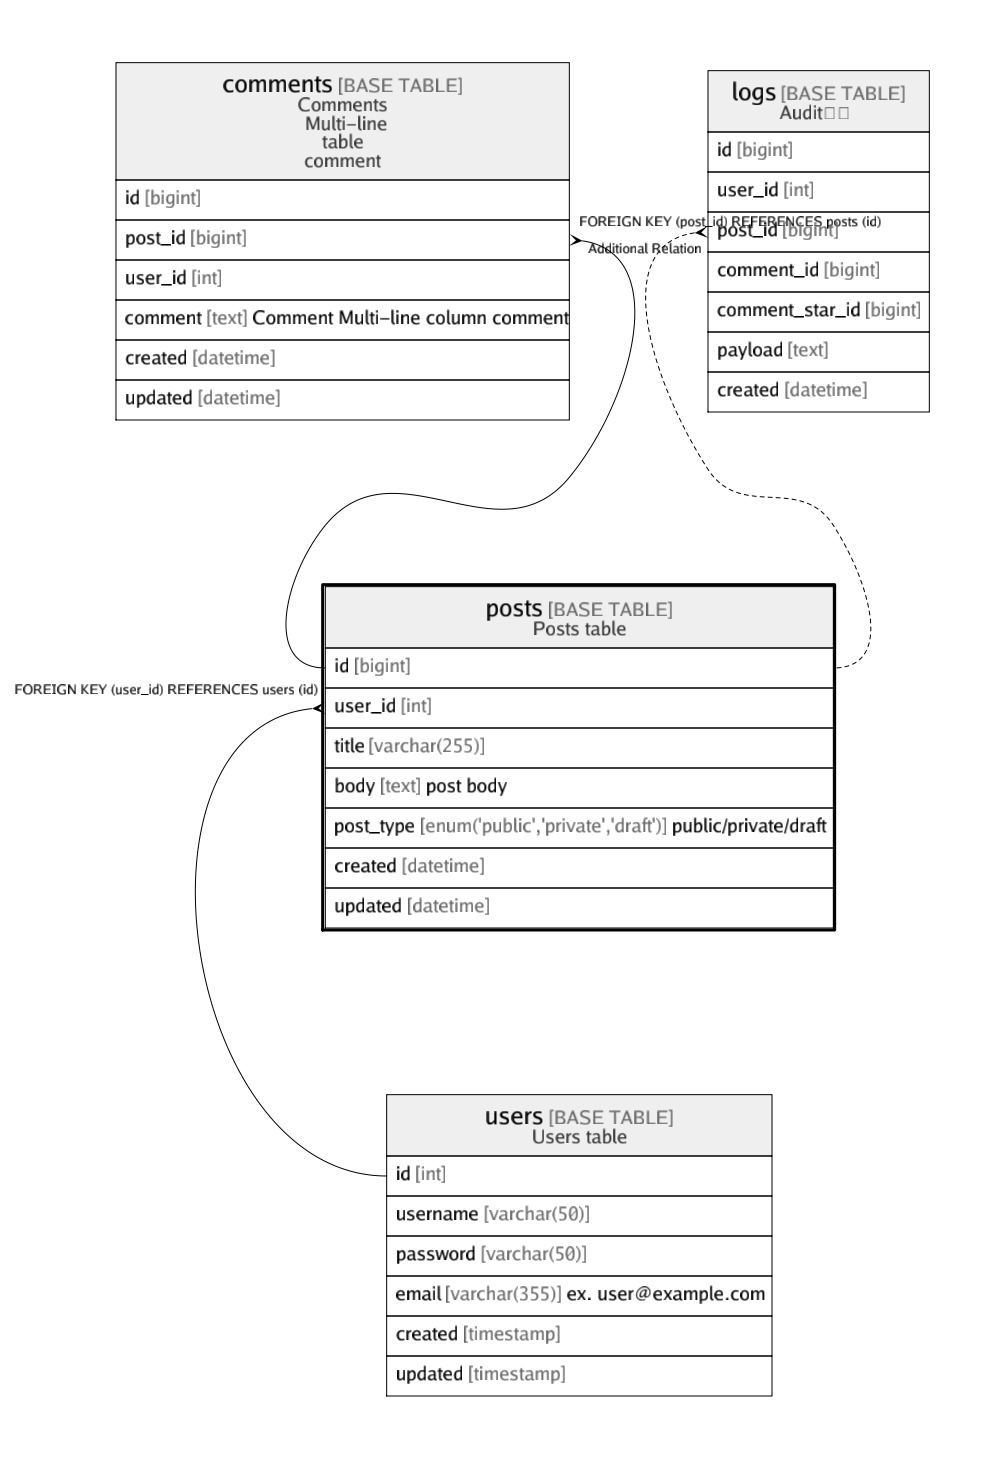 comments [BASE TABLE]
Comments
Multi-line
table
comment
id [bigint]
post_id [bigint]
user_id [int]
comment [text] Comment Multi-line column comment
created [datetime]
updated [datetime]
logs [BASE TABLE]
Audit□□
id [bigint]
user_id [int]
post_id [bigint]
comment_id [bigint]
comment_star_id [bigint]
payload [text]
created [datetime]
FOREIGN KEY (post_id) REFERENCES posts (id)
Additional Relation
posts [BASE TABLE]
Posts table
id [bigint]
user_id [int]
title [varchar(255)]
body [text] post body
post_type [enum('public','private','draft')] public/private/draft
created [datetime]
updated [datetime]
FOREIGN KEY (user_id) REFERENCES users (id)
users [BASE TABLE]
Users table
id [int]
username [varchar(50)]
password [varchar(50)]
email [varchar(355)] ex. user@example.com
created [timestamp]
updated [timestamp]